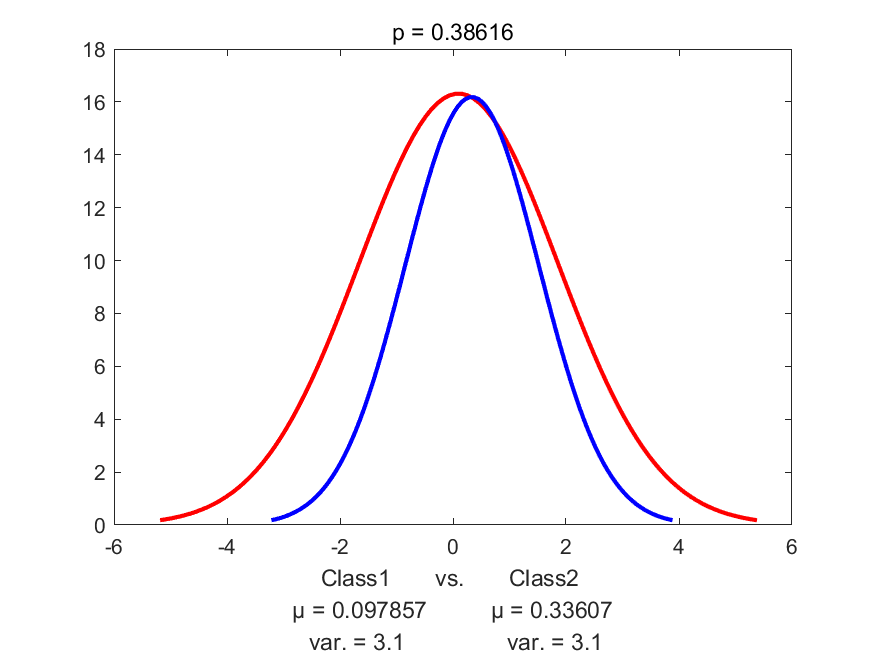 p = 0.38616
18
16
14
12
10
8
6
4
2
0
-6 -4 -2 0 2 4 6
Class1 vs. Class2
μ = 0.097857 μ = 0.33607
var. = 3.1 var. = 3.1